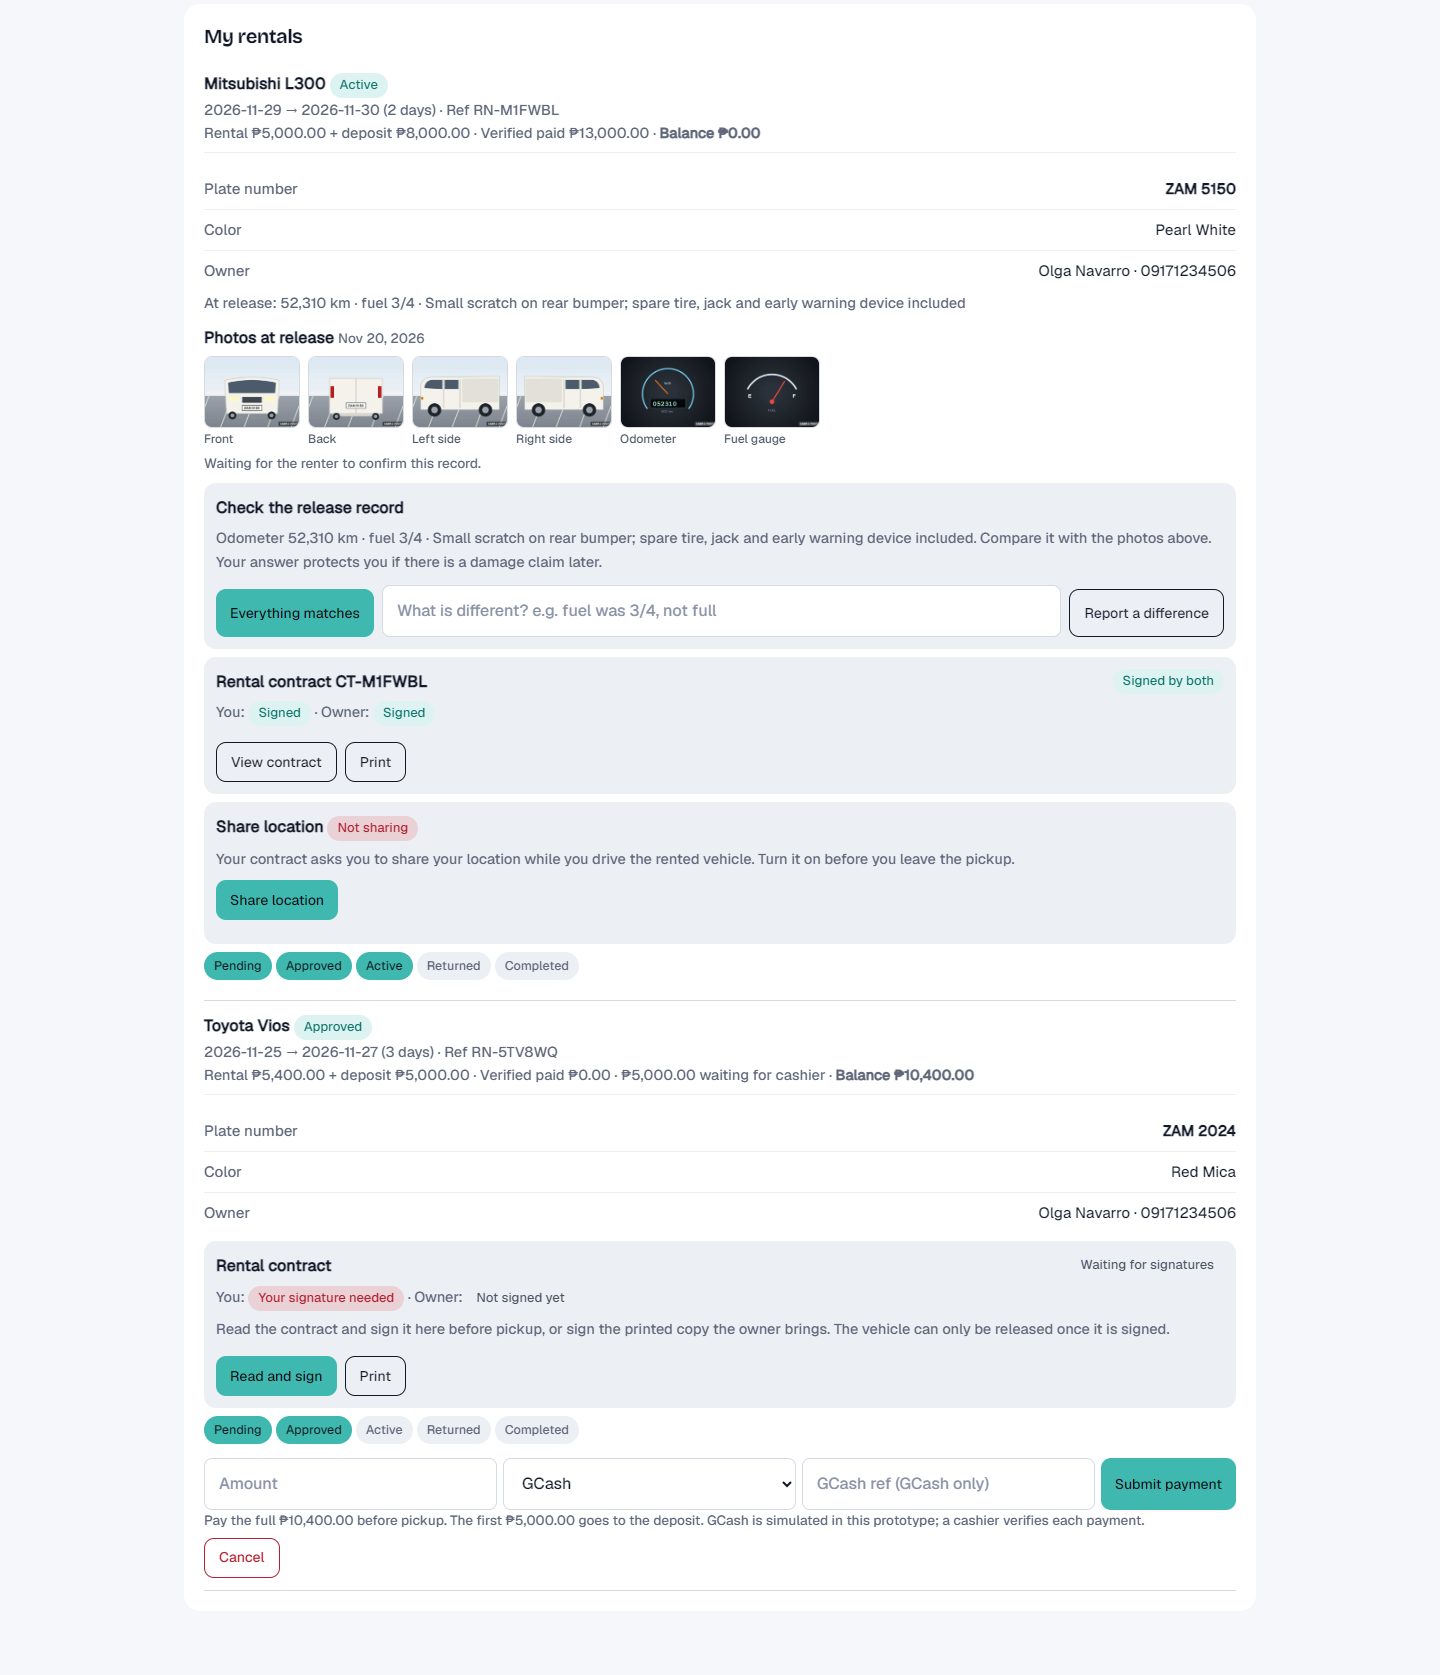 My rentals
Mitsubishi L300 Active
2026-11-29 → 2026-11-30 (2 days) · Ref RN-M1FWBL
Rental ₱5,000.00 + deposit ₱8,000.00 · Verified paid ₱13,000.00 · Balance ₱0.00
Plate number ZAM 5150
Color Pearl White
Owner Olga Navarro · 09171234506
At release: 52,310 km · fuel 3/4 · Small scratch on rear bumper; spare tire, jack and early warning device included
Photos at release Nov 20, 2026
052310
E F
FUEL
Front Back Left side Right side Odometer Fuel gauge
Waiting for the renter to confirm this record.
Check the release record
Odometer 52,310 km · fuel 3/4 · Small scratch on rear bumper; spare tire, jack and early warning device included. Compare it with the photos above.
Your answer protects you if there is a damage claim later.
Everything matches What is different? e.g. fuel was 3/4, not full Report a difference
Rental contract CT-M1FWBL Signed by both
You: Signed · Owner: Signed
View contract Print
Share location Not sharing
Your contract asks you to share your location while you drive the rented vehicle. Turn it on before you leave the pickup.
Share location
Pending Approved Active Returned Completed
Toyota Vios Approved
2026-11-25 → 2026-11-27 (3 days) · Ref RN-5TV8WQ
Rental ₱5,400.00 + deposit ₱5,000.00 · Verified paid ₱0.00 · ₱5,000.00 waiting for cashier · Balance ₱10,400.00
Plate number ZAM 2024
Color Red Mica
Owner Olga Navarro · 09171234506
Rental contract Waiting for signatures
You: Your signature needed · Owner: Not signed yet
Read the contract and sign it here before pickup, or sign the printed copy the owner brings. The vehicle can only be released once it is signed.
Read and sign Print
Pending Approved Active Returned Completed
Amount GCash GCash ref (GCash only) Submit payment
Pay the full ₱10,400.00 before pickup. The first ₱5,000.00 goes to the deposit. GCash is simulated in this prototype; a cashier verifies each payment.
Cancel